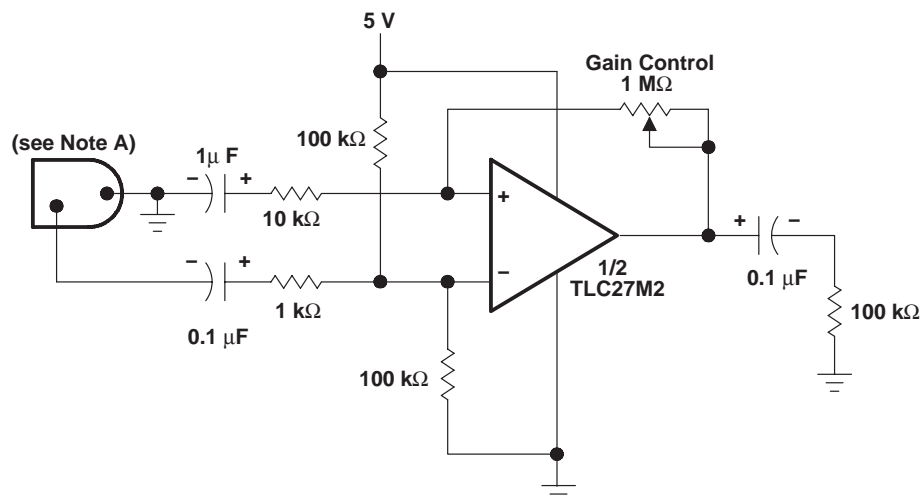 5 V
Gain Control
1 MΩ
(see Note A)
100 kΩ
1μ F
− +
10 kΩ
+
−
− +
1 kΩ
0.1 μF
1/2
TLC27M2
+ −
0.1 μF
100 kΩ
100 kΩ